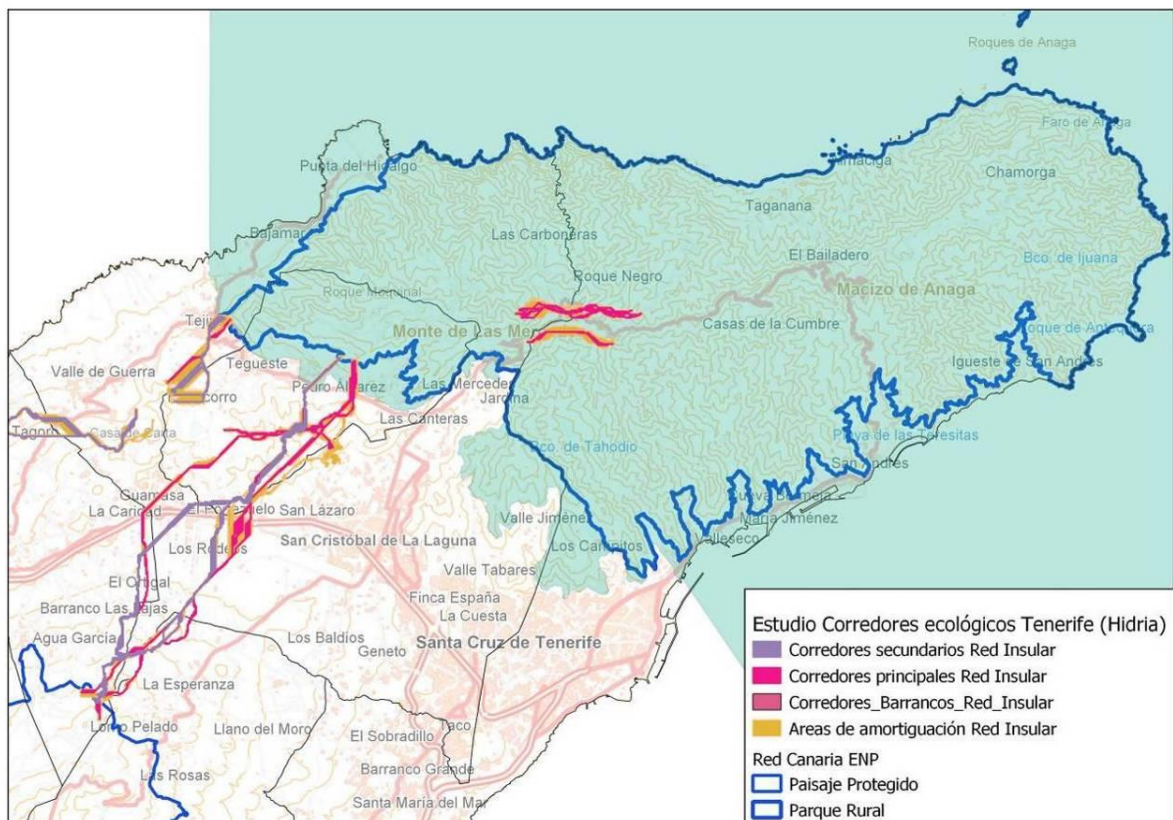 Roques de Anaga
Faro de Anaga
Punta del Hidalgo
Chamorga
Taganana
Bajamar
Las Carboneras
El Bailadero
Bco. de Ijuana
Roque Negro
Macizo de Anaga
Roque Moquinal
Monte de Las
Casas de la Cumbre
Tegueste
Igueste de San Andrés
Valle de Guerra
Pedro Álvarez
Las Mercedes
Jardina
Las Canteras
Tagoro
Bco. de Tahodio
Playa de las Teresitas
San Andrés
Guamasa
Cueva Bermeja
La Caridad
San Lázaro
Valle Jiménez
María Jiménez
Los Rodeos
San Cristóbal de La Laguna
Los Campitos
Valleseco
El Ortigal
Valle Tabares
Barranco Las Lajas
Finca España
La Cuesta
Agua García
Los Baldios
Geneto
Santa Cruz de Tenerife
La Esperanza
Lomo Pelado
Llano del Moro
El Sobradillo
Taco
Barranco Grande
Las Rosas
Santa María del Mar
Estudio Corredores ecológicos Tenerife (Hidria)
Corredores secundarios Red Insular
Corredores principales Red Insular
Corredores_Barrancos_Red_Insular
Areas de amortiguación Red Insular
Red Canaria ENP
Paisaje Protegido
Parque Rural